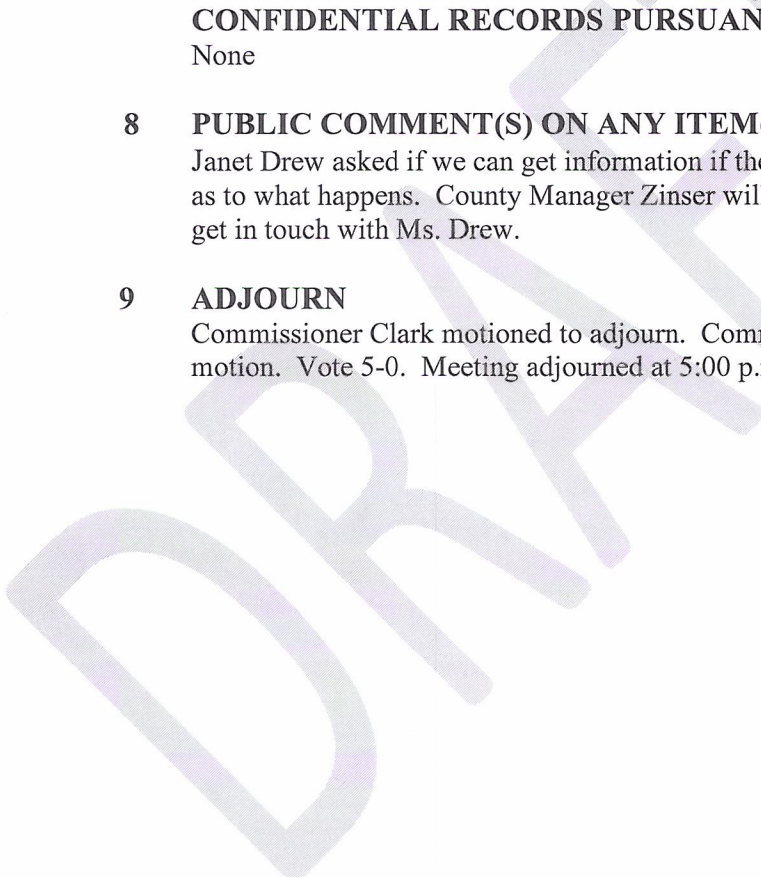 CONFIDENTIAL RECORDS PURSUAN
None
8 PUBLIC COMMENT(S) ON ANY ITEM
Janet Drew asked if we can get information if the
as to what happens. County Manager Zinser wil
get in touch with Ms. Drew.
9 ADJOURN
Commissioner Clark motioned to adjourn. Com
motion. Vote 5-0. Meeting adjourned at 5:00 p.
DRAF